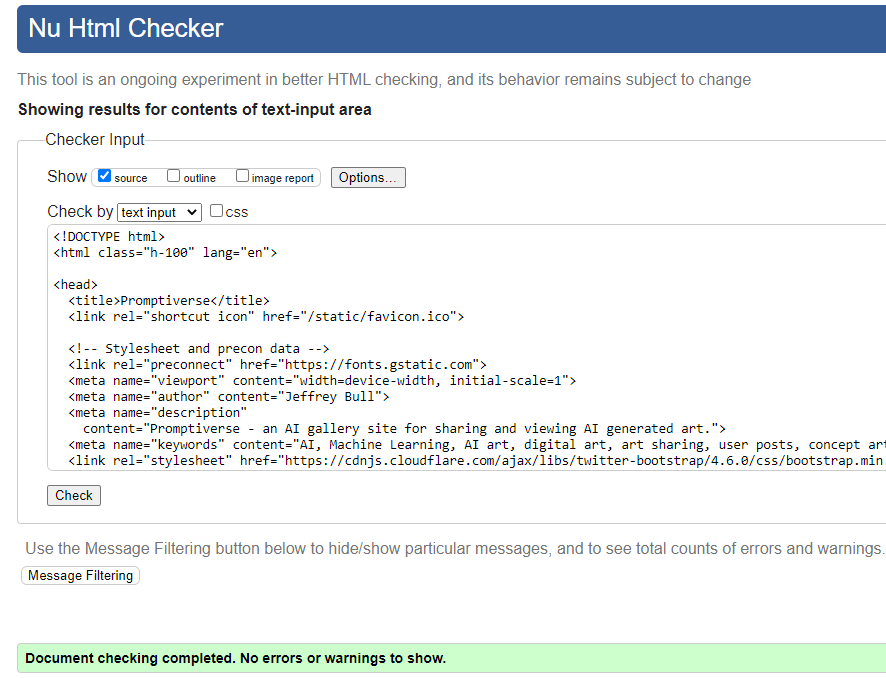 Nu Html Checker
This tool is an ongoing experiment in better HTML checking, and its behavior remains subject to change
Showing results for contents of text-input area
Checker Input
Show source outline image report Options...
Check by text input css
<!DOCTYPE html>
<html class="h-100" lang="en">
<head>
<title>Promptiverse</title>
<link rel="shortcut icon" href="/static/favicon.ico">
<!-- Stylesheet and precon data -->
<link rel="preconnect" href="https://fonts.gstatic.com">
<meta name="viewport" content="width=device-width, initial-scale=1">
<meta name="author" content="Jeffrey Bull">
<meta name="description"
content="Promptiverse - an AI gallery site for sharing and viewing AI generated art.">
<meta name="keywords" content="AI, Machine Learning, AI art, digital art, art sharing, user posts, concept art
<link rel="stylesheet" href="https://cdnjs.cloudflare.com/ajax/libs/twitter-bootstrap/4.6.0/css/bootstrap.min
Check
Use the Message Filtering button below to hide/show particular messages, and to see total counts of errors and warnings.
Message Filtering
Document checking completed. No errors or warnings to show.